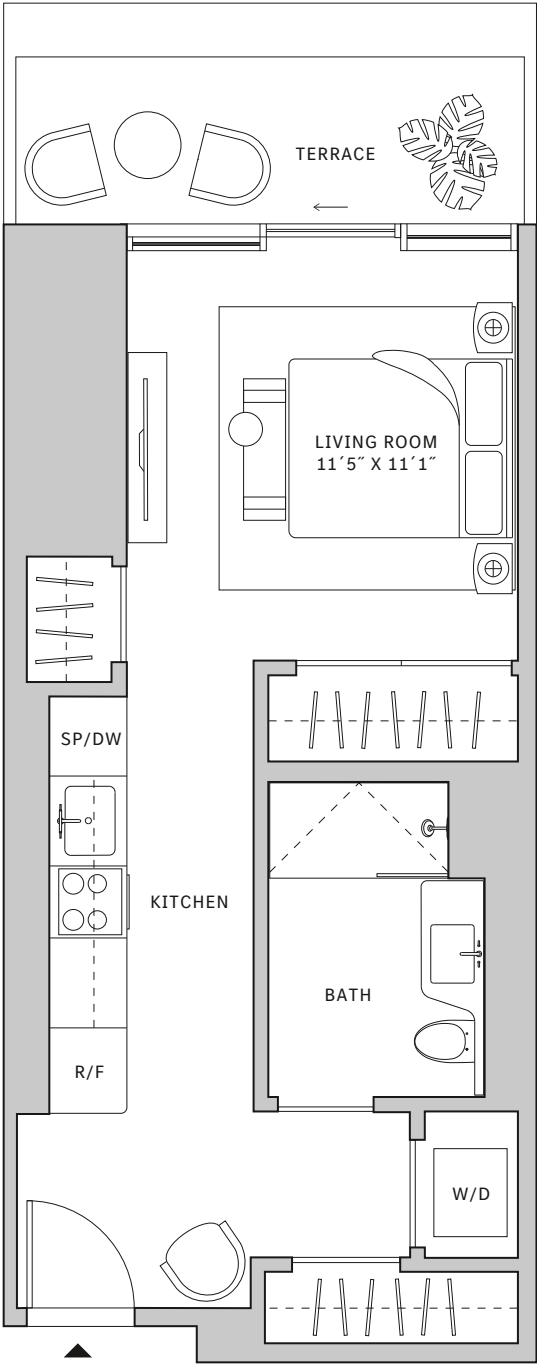 TERRACE
LIVING ROOM
11´5˝ X 11´1˝
SP/DW
KITCHEN
BATH
R/F
W/D